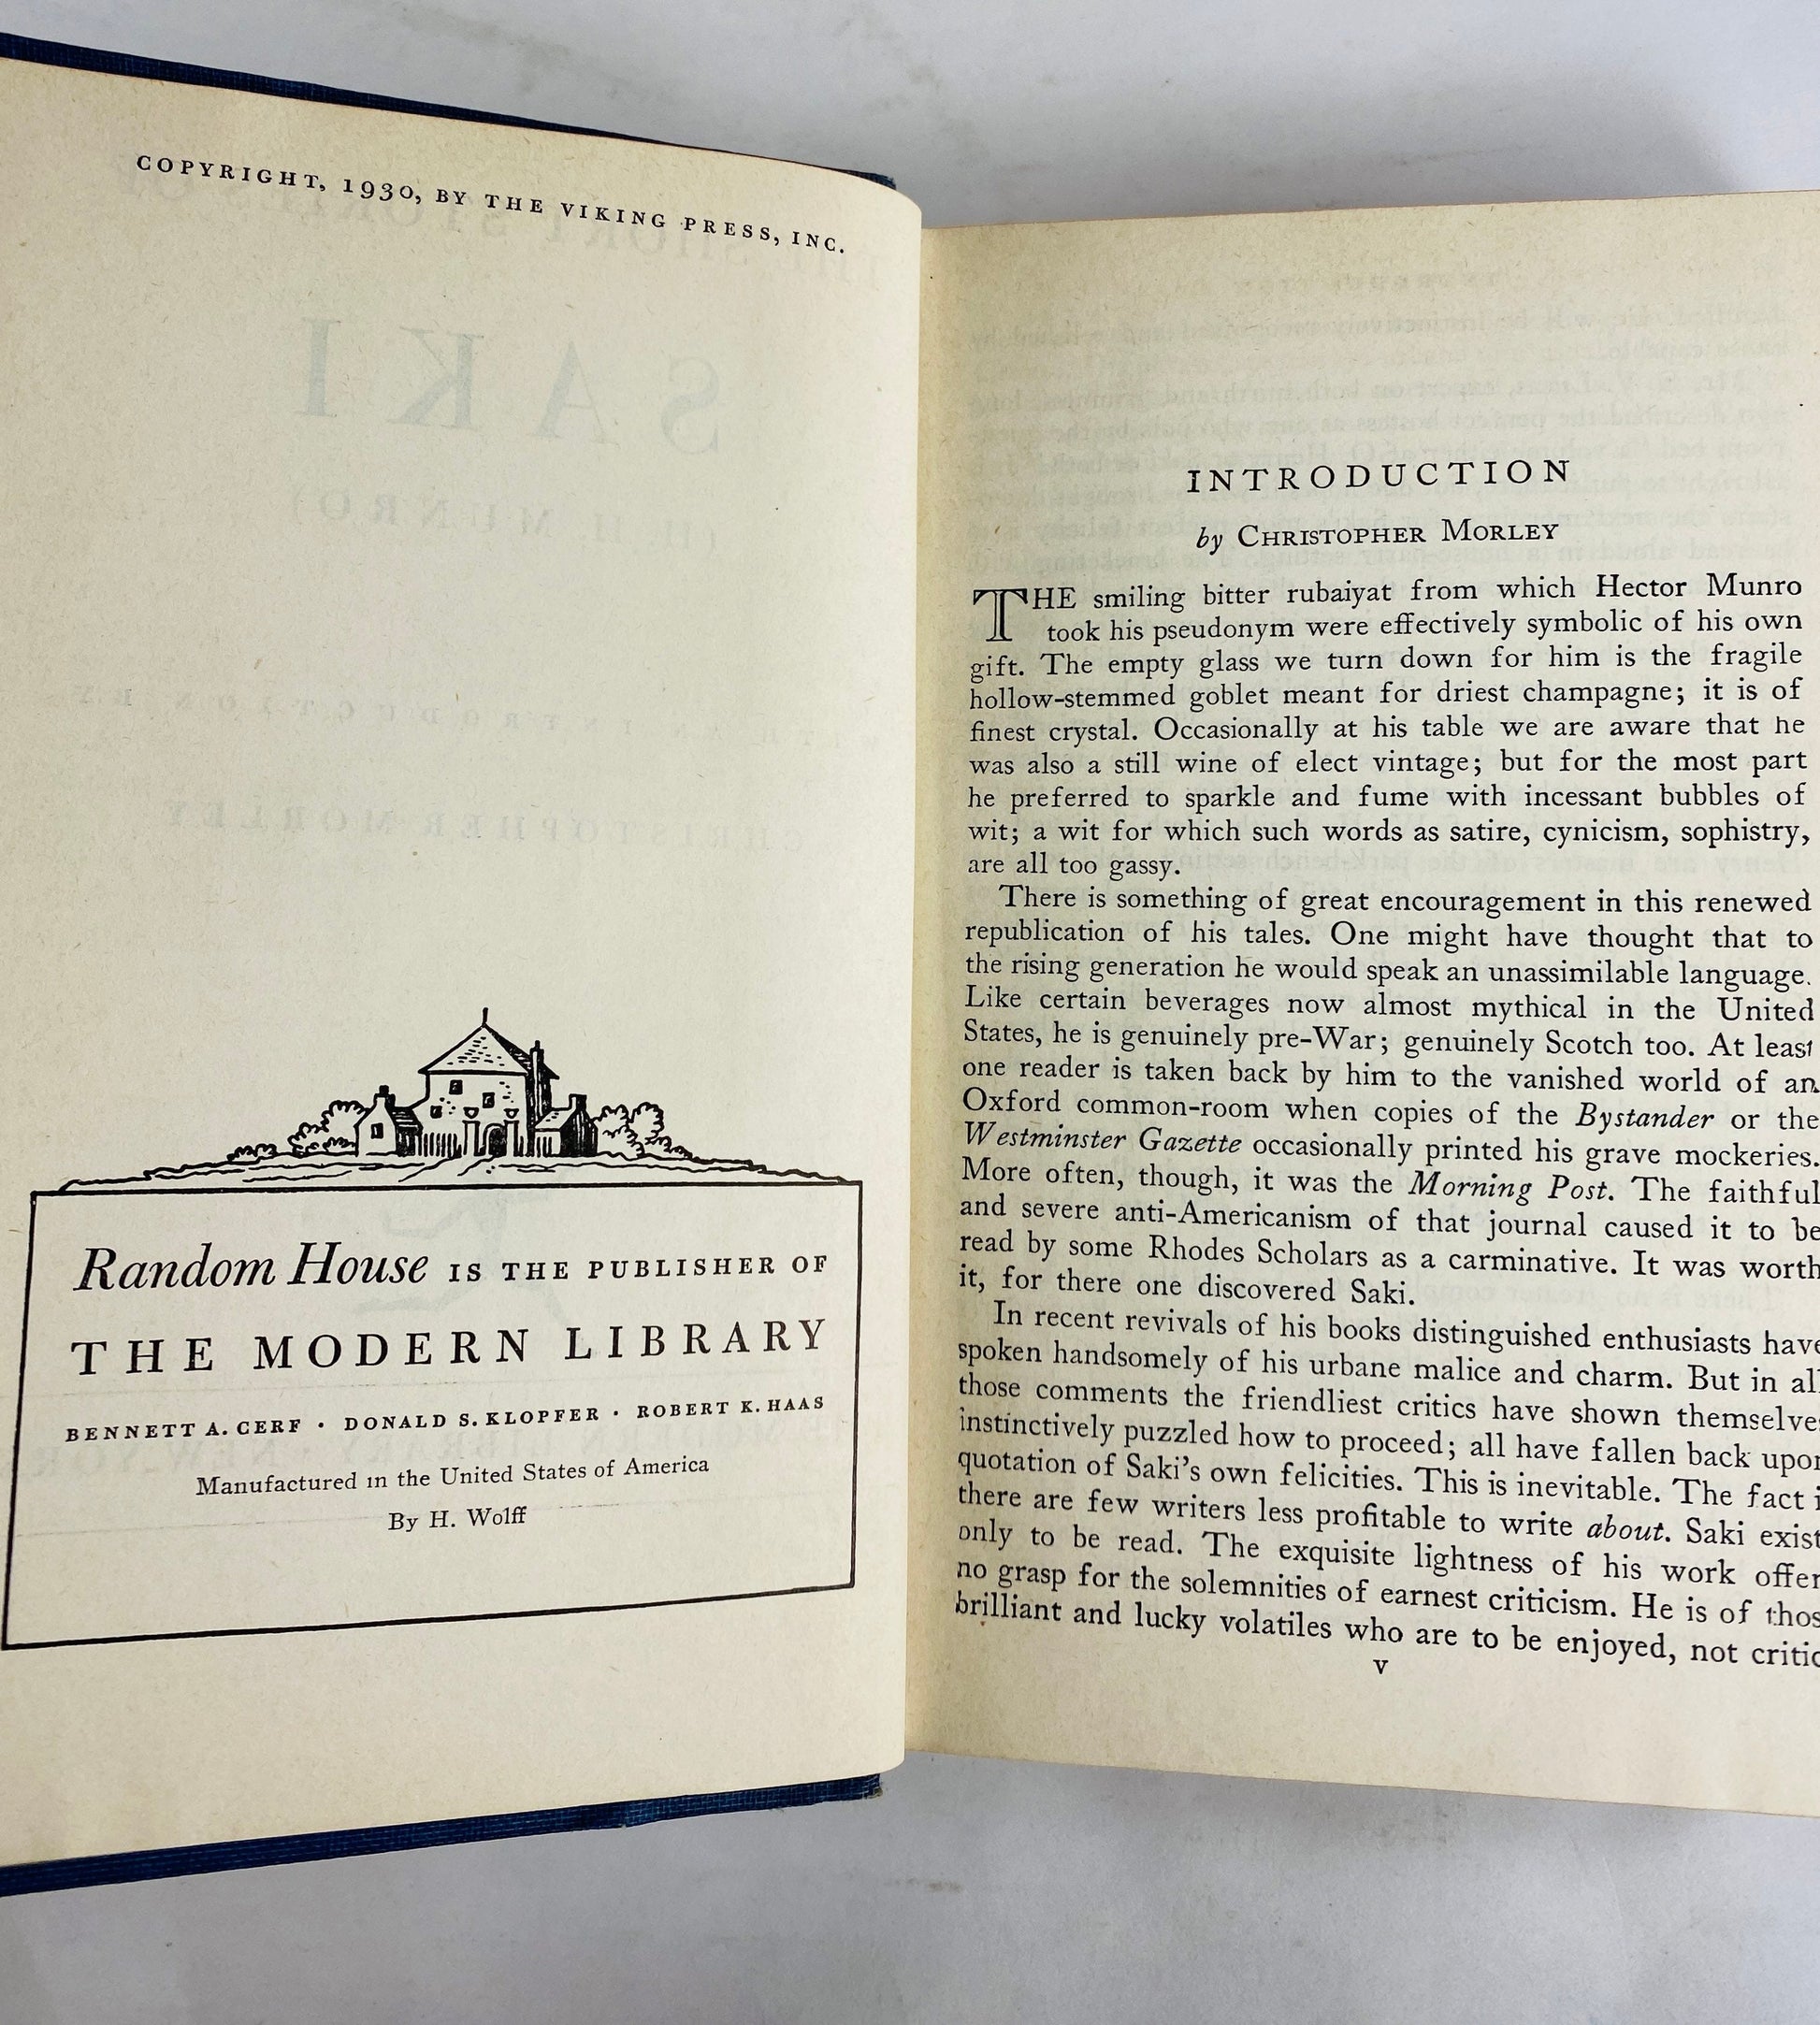 COPYRIGHT, 1930, BY THE VIKING PRESS, INC.
Random House IS THE PUBLISHER OF
THE MODERN LIBRARY
BENNETT A. CERF · DONALD S. KLOPFER · ROBERT K. HAAS
Manufactured in the United States of America
By H. Wolff
INTRODUCTION
by CHRISTOPHER MORLEY
THE smiling bitter rubaiyat from which Hector Munro
took his pseudonym were effectively symbolic of his own
gift. The empty glass we turn down for him is the fragile
hollow-stemmed goblet meant for driest champagne; it is of
finest crystal. Occasionally at his table we are aware that he
was also a still wine of elect vintage; but for the most part
he preferred to sparkle and fume with incessant bubbles of
wit; a wit for which such words as satire, cynicism, sophistry,
are all too gassy.
There is something of great encouragement in this renewed
republication of his tales. One might have thought that to
the rising generation he would speak an unassimilable language.
Like certain beverages now almost mythical in the United
States, he is genuinely pre-War; genuinely Scotch too. At least
one reader is taken back by him to the vanished world of an
Oxford common-room when copies of the Bystander or the
Westminster Gazette occasionally printed his grave mockeries.
More often, though, it was the Morning Post. The faithful
and severe anti-Americanism of that journal caused it to be
read by some Rhodes Scholars as a carminative. It was worth
it, for there one discovered Saki.
In recent revivals of his books distinguished enthusiasts have
spoken handsomely of his urbane malice and charm. But in al
those comments the friendliest critics have shown themselve
instinctively puzzled how to proceed; all have fallen back upon
quotation of Saki's own felicities. This is inevitable. The fact i
there are few writers less profitable to write about. Saki exist
only to be read. The exquisite lightness of his work offer
no grasp for the solemnities of earnest criticism. He is of thos
brilliant and lucky volatiles who are to be enjoyed, not critic
v